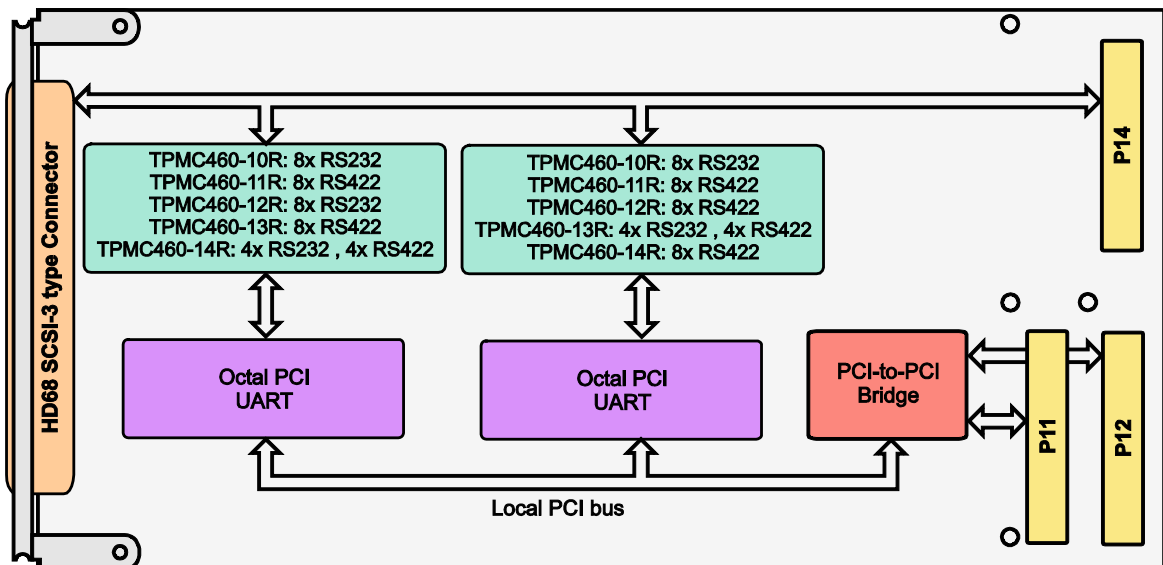 HD68 SCSI-3 type Connector
TPMC460-10R: 8x RS232
TPMC460-11R: 8x RS422
TPMC460-12R: 8x RS232
TPMC460-13R: 8x RS422
TPMC460-14R: 4x RS232 , 4x RS422
TPMC460-10R: 8x RS232
TPMC460-11R: 8x RS422
TPMC460-12R: 8x RS422
TPMC460-13R: 4x RS232 , 4x RS422
TPMC460-14R: 8x RS422
P14
Octal PCI
UART
Octal PCI
UART
PCI-to-PCI
Bridge
P11
P12
Local PCI bus